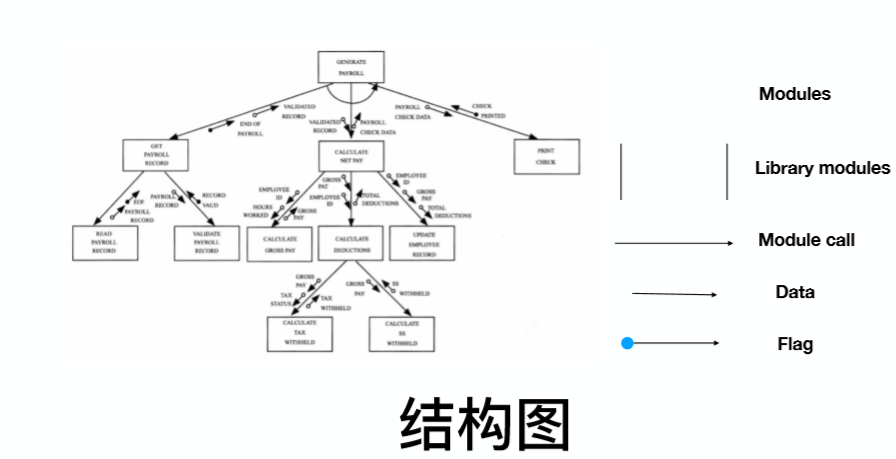 GENERATE
PAYROLL
VALIDATED
RECORD
END OF
PAYROLL
VALIDATED
RECORD
PAYROLL
CHECK DATA
PAYROLL
CHECK DATA
CHECK
PRINTED
GET
PAYROLL
RECORD
CALCULATE
NET PAY
PRINT
CHECK
EOF
PAYROLL
RECORD
PAYROLL
RECORD
RECORD
VALID
EMPLOYEE
ID
HOURS
WORKED
GROSS
PAY
GROSS
PAY
EMPLOYEE
ID
TOTAL
DEDUCTIONS
EMPLOYEE
ID
GROSS
PAY
TOTAL
DEDUCTIONS
READ
PAYROLL
RECORD
VALIDATE
PAYROLL
RECORD
CALCULATE
GROSS PAY
CALCULATE
DEDUCTIONS
UPDATE
EMPLOYEE
RECORD
GROSS
PAY
TAX
STATUS
TAX
WITHHELD
GROSS
PAY
SS
WITHHELD
CALCULATE
TAX
WITHHELD
CALCULATE
SS
WITHHELD
Modules
Library modules
Module call
Data
Flag
结构图